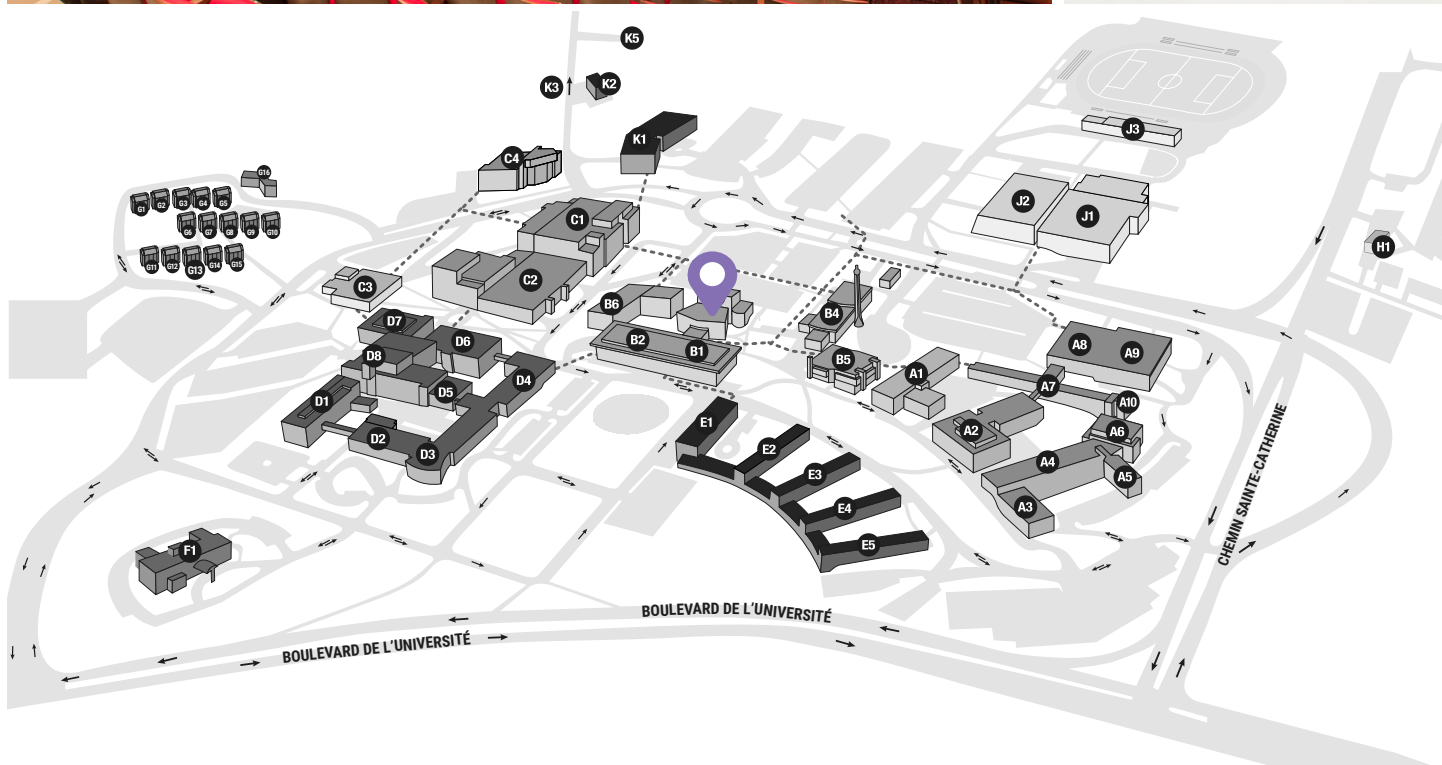 K5
K3
K2
K1
J3
C4
G16
G1
G2
G3
G4
G5
J2
J1
C1
G6
G7
G8
G9
G10
H1
G11
G12
G13
G14
G15
C2
C3
B6
B4
D7
D6
B2
B1
B5
A1
A8
A9
D8
D4
A7
D5
D1
A10
E1
A2
A6
D2
D3
E2
A4
E3
A5
E4
A3
CHEMIN SAINTE-CATHERINE
E5
F1
BOULEVARD DE L'UNIVERSITÉ
BOULEVARD DE L'UNIVERSITÉ